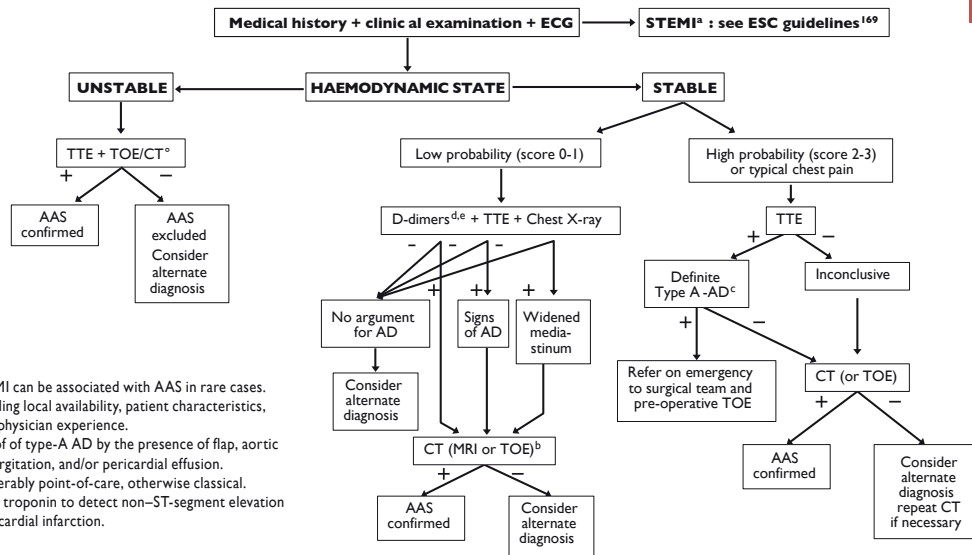 Medical history + clinic al examination + ECG
STEMIᵃ : see ESC guidelines¹⁶⁹
UNSTABLE
HAEMODYNAMIC STATE
STABLE
TTE + TOE/CT°
Low probability (score 0-1)
High probability (score 2-3)
or typical chest pain
+
–
AAS
confirmed
AAS
excluded
Consider
alternate
diagnosis
D-dimersᵈ,ᵉ + TTE + Chest X-ray
TTE
-
-
-
+
–
+
+
+
No argument
for AD
Signs
of AD
Widened
media-
stinum
Definite
Type A -ADᶜ
Inconclusive
+
–
Consider
alternate
diagnosis
Refer on emergency
to surgical team and
pre-operative TOE
CT (or TOE)
CT (MRI or TOE)ᵇ
+
–
+
–
AAS
confirmed
Consider
alternate
diagnosis
AAS
confirmed
Consider
alternate
diagnosis
repeat CT
if necessary
MI can be associated with AAS in rare cases.
ding local availability, patient characteristics,
physician experience.
of of type-A AD by the presence of flap, aortic
rgitation, and/or pericardial effusion.
erably point-of-care, otherwise classical.
troponin to detect non–ST-segment elevation
cardial infarction.